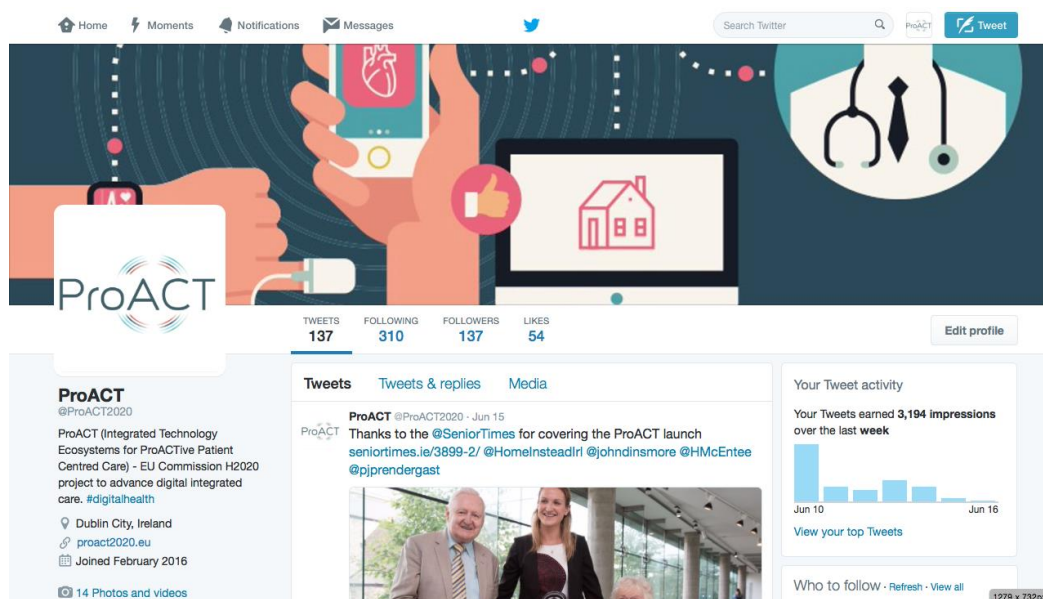 Home Moments Notifications Messages Search Twitter ProACT Tweet
ProACT
TWEETS FOLLOWING FOLLOWERS LIKES
137 310 137 54
Edit profile
ProACT
@ProACT2020
ProACT (Integrated Technology
Ecosystems for ProACTive Patient
Centred Care) - EU Commission H2020
project to advance digital integrated
care. #digitalhealth
Dublin City, Ireland
proact2020.eu
Joined February 2016
14 Photos and videos
Tweets Tweets & replies Media
ProACT
ProACT @ProACT2020 · Jun 15
Thanks to the @SeniorTimes for covering the ProACT launch
seniortimes.ie/3899-2/ @HomeInsteadIrl @johndinsmore @HMcEntee
@pjprendergast
Your Tweet activity
Your Tweets earned 3,194 impressions
over the last week
Jun 10 Jun 16
View your top Tweets
Who to follow · Refresh · View all